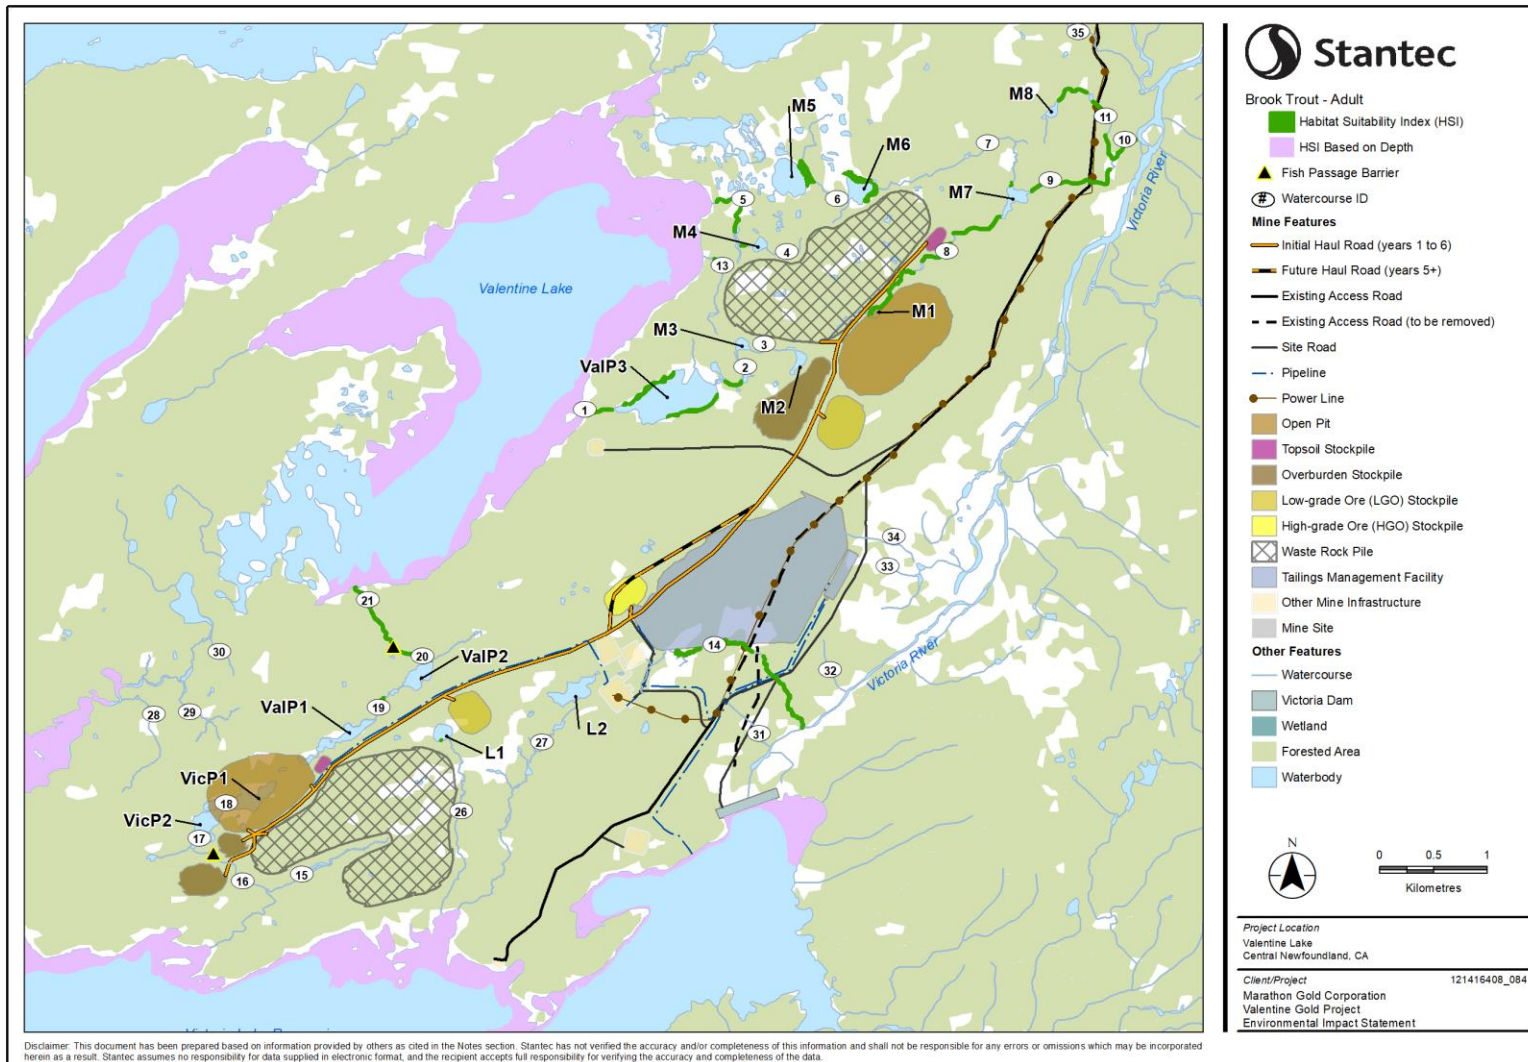 35
M8
11
M5
10
M6
7
Victoria River
9
M7
5
6
M4
4
8
13
Valentine Lake
M1
M3
3
ValP3
2
M2
1
34
33
21
14
30
20
ValP2
32
Victoria River
19
28
29
ValP1
L2
31
27
L1
VicP1
18
26
VicP2
17
15
16
Stantec
Brook Trout - Adult
Habitat Suitability Index (HSI)
HSI Based on Depth
Fish Passage Barrier
# Watercourse ID
Mine Features
Initial Haul Road (years 1 to 6)
Future Haul Road (years 5+)
Existing Access Road
Existing Access Road (to be removed)
Site Road
Pipeline
Power Line
Open Pit
Topsoil Stockpile
Overburden Stockpile
Low-grade Ore (LGO) Stockpile
High-grade Ore (HGO) Stockpile
Waste Rock Pile
Tailings Management Facility
Other Mine Infrastructure
Mine Site
Other Features
Watercourse
Victoria Dam
Wetland
Forested Area
Waterbody
N
0 0.5 1
Kilometres
Project Location
Valentine Lake
Central Newfoundland, CA
Client/Project 121416408_084
Marathon Gold Corporation
Valentine Gold Project
Environmental Impact Statement
Disclaimer: This document has been prepared based on information provided by others as cited in the Notes section. Stantec has not verified the accuracy and/or completeness of this information and shall not be responsible for any errors or omissions which may be incorporated
herein as a result. Stantec assumes no responsibility for data supplied in electronic format, and the recipient accepts full responsibility for verifying the accuracy and completeness of the data.